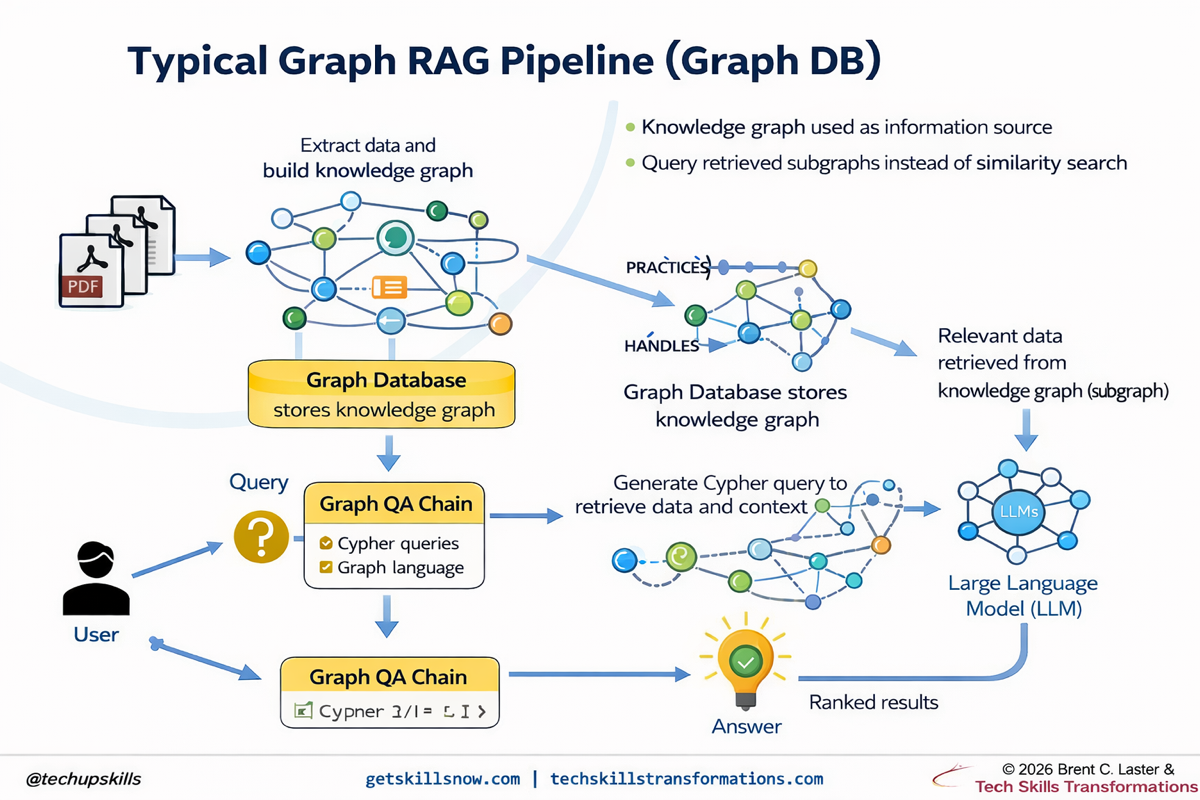 Typical Graph RAG Pipeline (Graph DB)
Knowledge graph used as information source
Query retrieved subgraphs instead of similarity search
Extract data and
build knowledge graph
PDF
PRACTICES
HANDLES
Graph Database stores
knowledge graph
Relevant data
retrieved from
knowledge graph (subgraph)
Graph Database
stores knowledge graph
Query
?
Graph QA Chain
Cypher queries
Graph language
Generate Cypher query to
retrieve data and context
LLMs
Large Language
Model (LLM)
User
Graph QA Chain
Cypner
Answer
Ranked results
@techupskills
getskillsnow.com | techskillstransformations.com
© 2026 Brent C. Laster &
Tech Skills Transformations